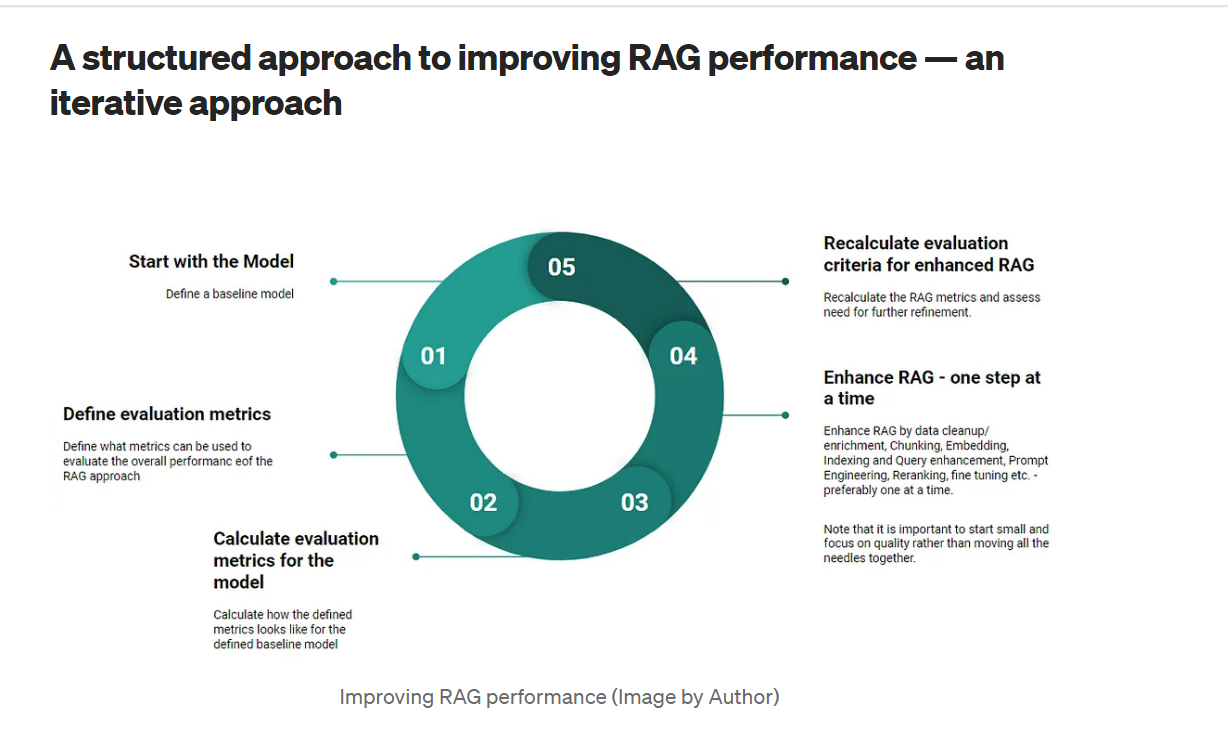 A structured approach to improving RAG performance — an
iterative approach
Start with the Model
Define a baseline model
01
Define evaluation metrics
Define what metrics can be used to
evaluate the overall performanc eof the
RAG approach
02
Calculate evaluation
metrics for the
model
Calculate how the defined
metrics looks like for the
defined baseline model
03
Enhance RAG - one step at
a time
Enhance RAG by data cleanup/
enrichment, Chunking, Embedding,
Indexing and Query enhancement, Prompt
Engineering, Reranking, fine tuning etc. -
preferably one at a time.
Note that it is important to start small and
focus on quality rather than moving all the
needles together.
04
Recalculate evaluation
criteria for enhanced RAG
Recalculate the RAG metrics and assess
need for further refinement.
05
Improving RAG performance (Image by Author)